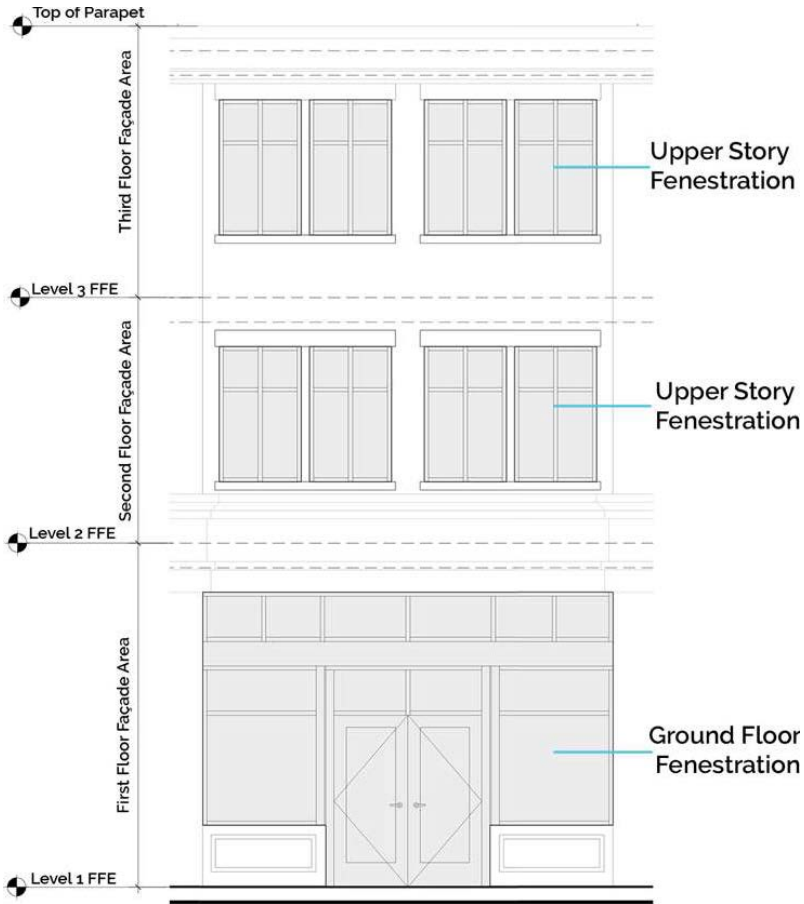 Top of Parapet
Third Floor Façade Area
Upper Story
Fenestration
Level 3 FFE
Second Floor Façade Area
Upper Story
Fenestration
Level 2 FFE
First Floor Façade Area
Ground Floor
Fenestration
Level 1 FFE